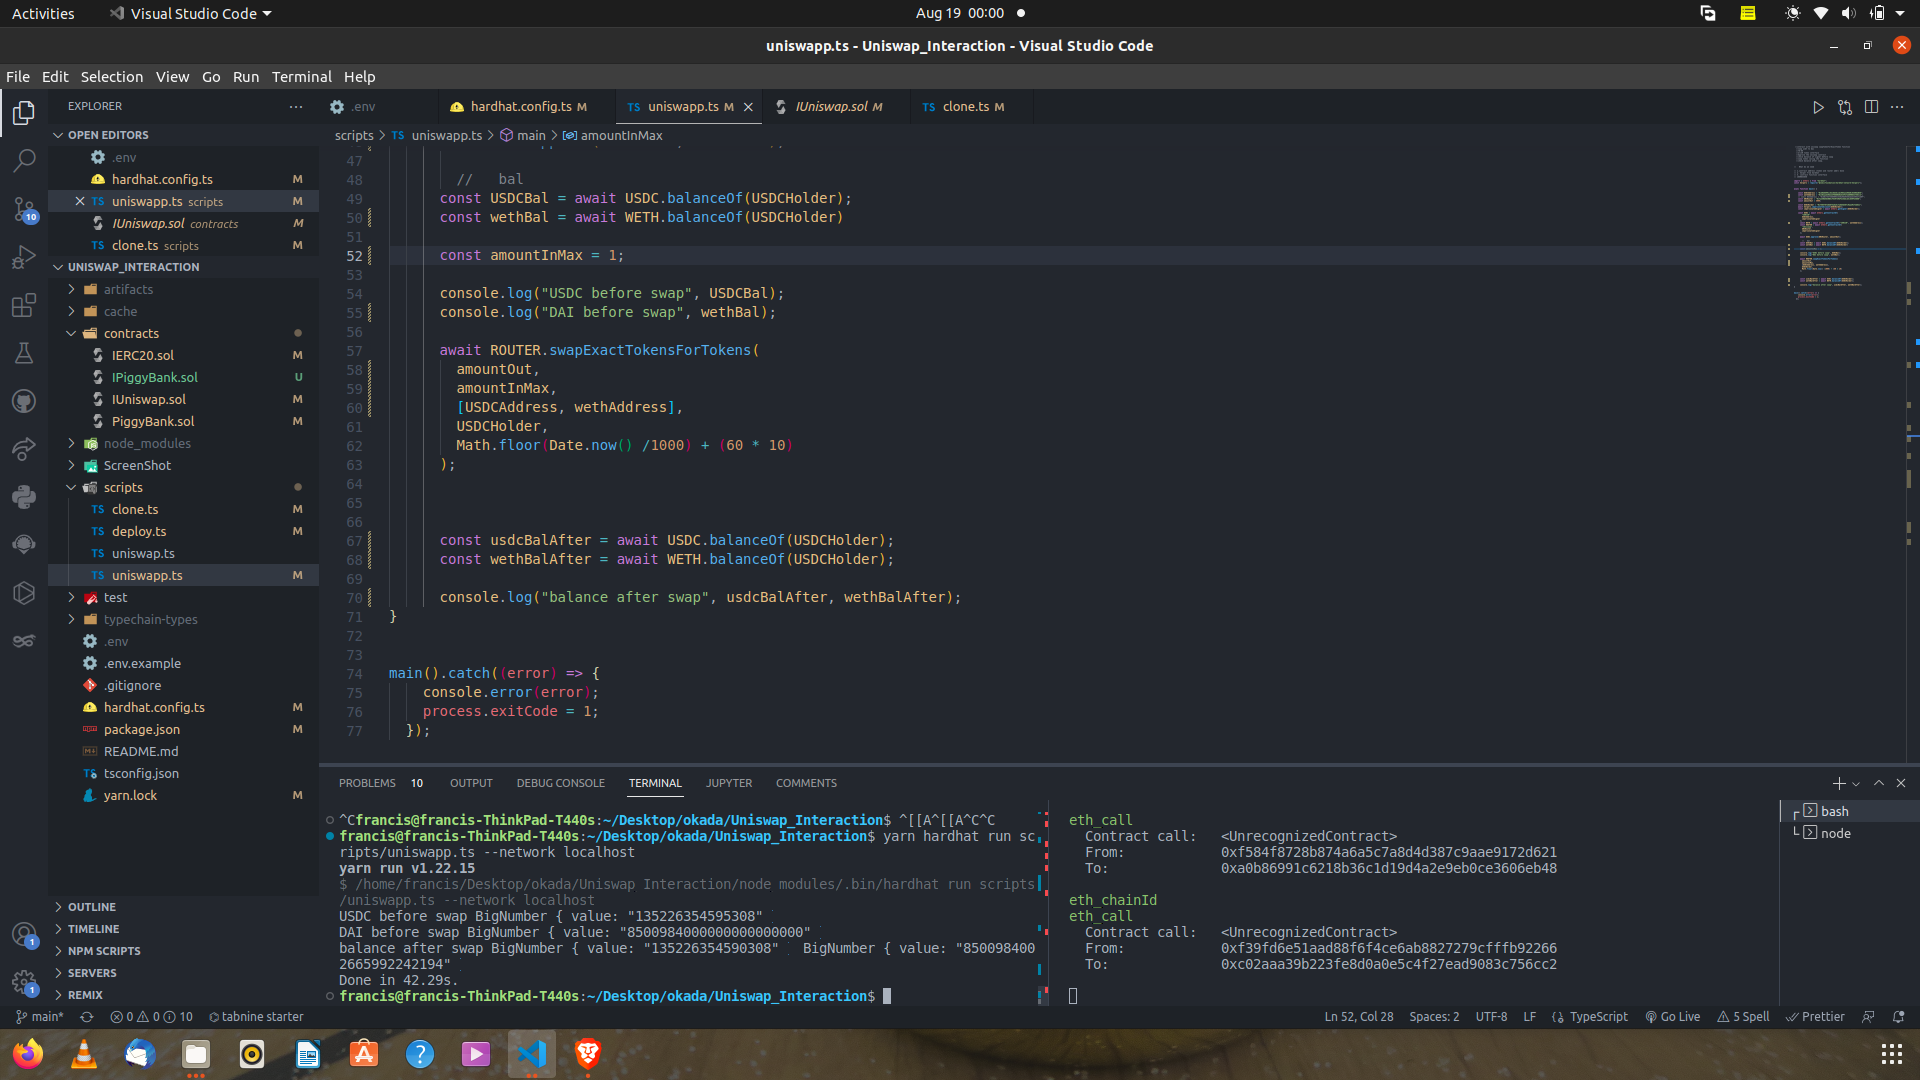 Activities
Visual Studio Code
Aug 19 00:00
uniswapp.ts - Uniswap_Interaction - Visual Studio Code
File Edit Selection View Go Run Terminal Help
EXPLORER
.env
hardhat.config.ts M
TS uniswapp.ts M
IUniswap.sol M
TS clone.ts M
scripts > TS uniswapp.ts > main > amountInMax
OPEN EDITORS
.env
hardhat.config.ts M
TS uniswapp.ts scripts M
IUniswap.sol contracts M
TS clone.ts scripts M
UNISWAP_INTERACTION
artifacts
cache
contracts
IERC20.sol M
IPiggyBank.sol U
IUniswap.sol M
PiggyBank.sol M
node_modules
ScreenShot
scripts
TS clone.ts M
TS deploy.ts M
TS uniswap.ts
TS uniswapp.ts M
test
typechain-types
.env
.env.example
.gitignore
hardhat.config.ts M
package.json M
README.md
tsconfig.json
yarn.lock M
OUTLINE
TIMELINE
NPM SCRIPTS
SERVERS
REMIX
10
1
1
47
48 // bal
49 const USDCBal = await USDC.balanceOf(USDCHolder);
50 const wethBal = await WETH.balanceOf(USDCHolder)
51
52 const amountInMax = 1;
53
54 console.log("USDC before swap", USDCBal);
55 console.log("DAI before swap", wethBal);
56
57 await ROUTER.swapExactTokensForTokens(
58 amountOut,
59 amountInMax,
60 [USDCAddress, wethAddress],
61 USDCHolder,
62 Math.floor(Date.now() /1000) + (60 * 10)
63 );
64
65
66
67 const usdcBalAfter = await USDC.balanceOf(USDCHolder);
68 const wethBalAfter = await WETH.balanceOf(USDCHolder);
69
70 console.log("balance after swap", usdcBalAfter, wethBalAfter);
71 }
72
73
74 main().catch((error) => {
75 console.error(error);
76 process.exitCode = 1;
77 });
PROBLEMS 10 OUTPUT DEBUG CONSOLE TERMINAL JUPYTER COMMENTS
^Cfrancis@francis-ThinkPad-T440s:~/Desktop/okada/Uniswap_Interaction$ ^[[A^[[A^C^C
francis@francis-ThinkPad-T440s:~/Desktop/okada/Uniswap_Interaction$ yarn hardhat run sc
ripts/uniswapp.ts --network localhost
yarn run v1.22.15
$ /home/francis/Desktop/okada/Uniswap Interaction/node modules/.bin/hardhat run scripts
/uniswapp.ts --network localhost
USDC before swap BigNumber { value: "135226354595308"
DAI before swap BigNumber { value: "8500984000000000000000"
balance after swap BigNumber { value: "135226354590308" BigNumber { value: "850098400
2665992242194"
Done in 42.29s.
francis@francis-ThinkPad-T440s:~/Desktop/okada/Uniswap_Interaction$
eth_call
Contract call: <UnrecognizedContract>
From: 0xf584f8728b874a6a5c7a8d4d387c9aae9172d621
To: 0xa0b86991c6218b36c1d19d4a2e9eb0ce3606eb48
eth_chainId
eth_call
Contract call: <UnrecognizedContract>
From: 0xf39fd6e51aad88f6f4ce6ab8827279cfffb92266
To: 0xc02aaa39b223fe8d0a0e5c4f27ead9083c756cc2
bash
node
main* 0 0 10 tabnine starter
Ln 52, Col 28 Spaces: 2 UTF-8 LF TypeScript Go Live 5 Spell Prettier